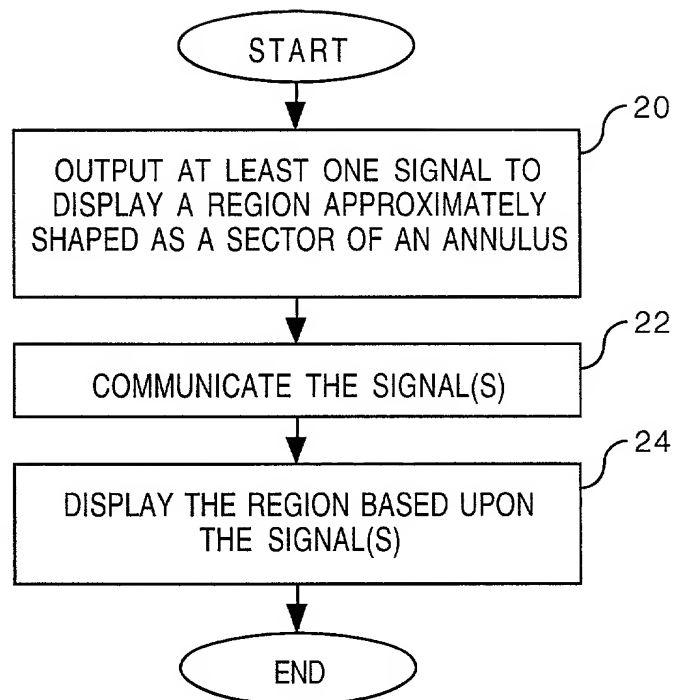 START
20
OUTPUT AT LEAST ONE SIGNAL TO
DISPLAY A REGION APPROXIMATELY
SHAPED AS A SECTOR OF AN ANNULUS
22
COMMUNICATE THE SIGNAL(S)
24
DISPLAY THE REGION BASED UPON
THE SIGNAL(S)
END